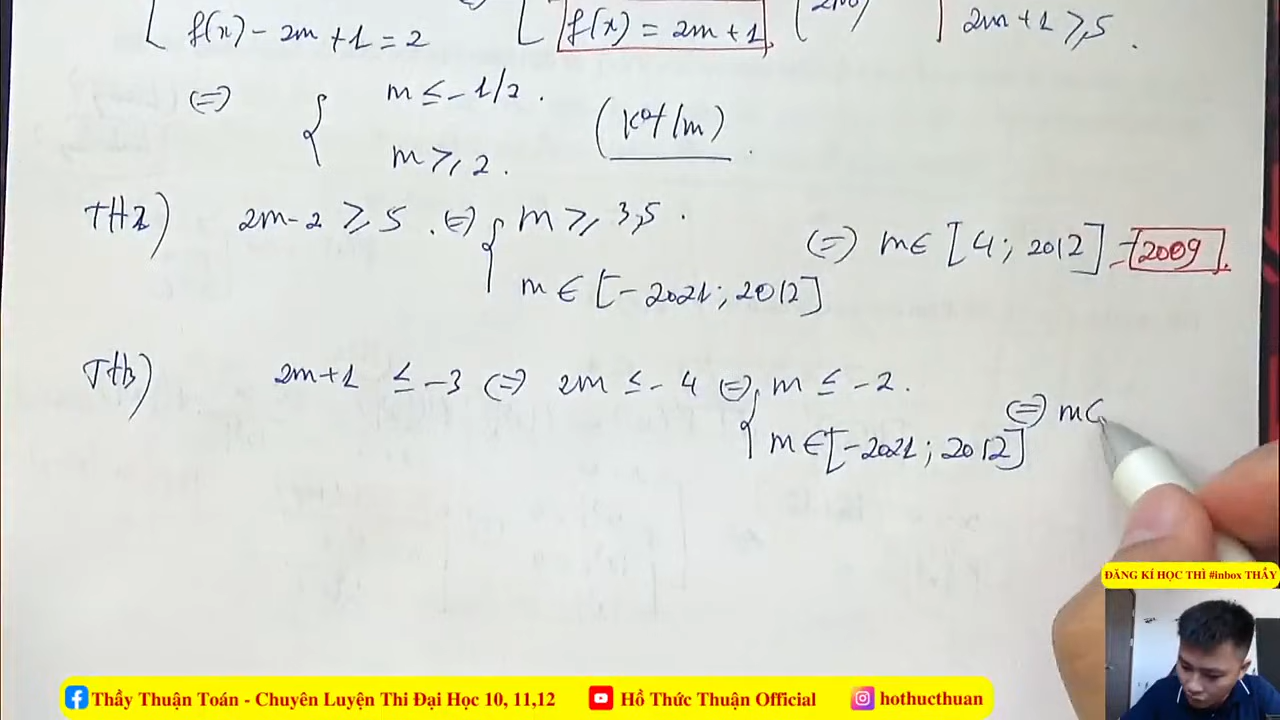 f(x) - 2m + 1 = 2 [ f(x) = 2m + 1, 2m + 1 ≥ 5.
⇔ { m ≤ -1/2.
m ≥ 2. (Kot/m).
TH2) 2m - 2 ≥ 5. ⇔ { m ≥ 3,5.
m ∈ [-2021; 2012]
⇔ m ∈ [4; 2012] = 2009.
TH3) 2m + 1 ≤ -3 ⇔ 2m ≤ -4 ⇔ { m ≤ -2.
m ∈ [-2021; 2012]
⇔ m
ĐĂNG KÍ HỌC THÌ #inbox THẦY
Thầy Thuận Toán - Chuyên Luyện Thi Đại Học 10, 11,12 Hồ Thức Thuận Official hothucthuan